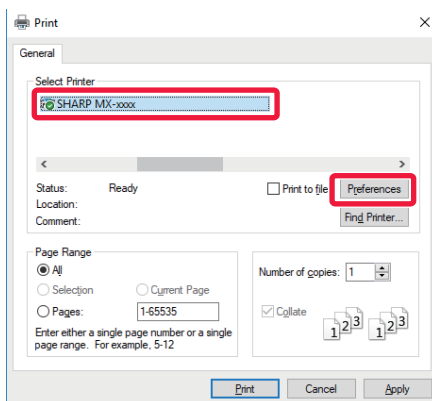 Print
General
Select Printer
SHARP MX-xxxx
Status: Ready
Print to file
Preferences
Location:
Comment:
Find Printer...
Page Range
All
Selection
Current Page
Pages:
1-65535
Enter either a single page number or a single
page range. For example, 5-12
Number of copies:
1
Collate
1 2 3
1 2 3
Print
Cancel
Apply